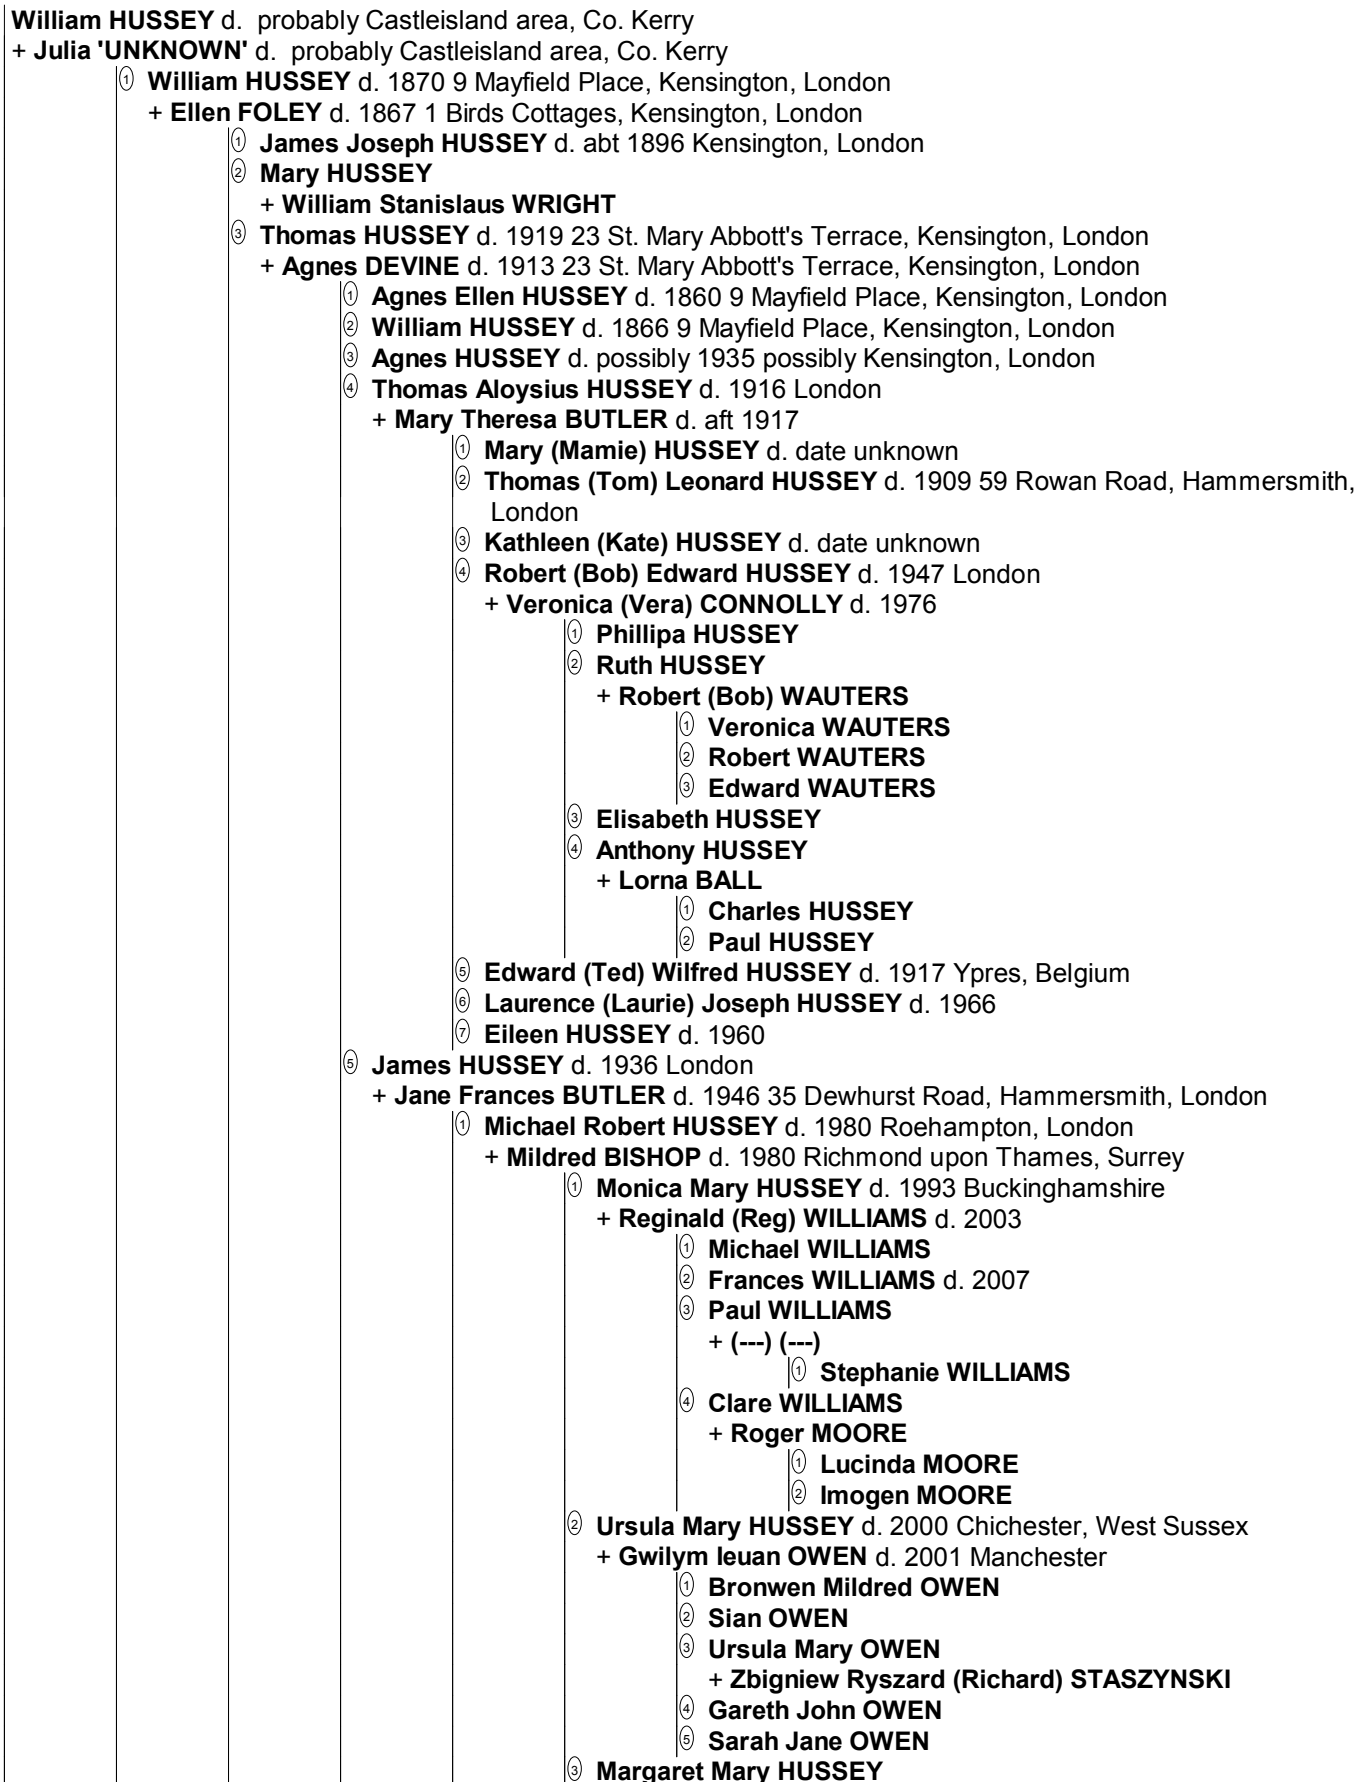 William HUSSEY d.  probably Castleisland area, Co. Kerry
+ Julia 'UNKNOWN' d.  probably Castleisland area, Co. Kerry
① William HUSSEY d. 1870 9 Mayfield Place, Kensington, London
+ Ellen FOLEY d. 1867 1 Birds Cottages, Kensington, London
① James Joseph HUSSEY d. abt 1896 Kensington, London
② Mary HUSSEY
+ William Stanislaus WRIGHT
③ Thomas HUSSEY d. 1919 23 St. Mary Abbott's Terrace, Kensington, London
+ Agnes DEVINE d. 1913 23 St. Mary Abbott's Terrace, Kensington, London
① Agnes Ellen HUSSEY d. 1860 9 Mayfield Place, Kensington, London
② William HUSSEY d. 1866 9 Mayfield Place, Kensington, London
③ Agnes HUSSEY d. possibly 1935 possibly Kensington, London
④ Thomas Aloysius HUSSEY d. 1916 London
+ Mary Theresa BUTLER d. aft 1917
① Mary (Mamie) HUSSEY d. date unknown
② Thomas (Tom) Leonard HUSSEY d. 1909 59 Rowan Road, Hammersmith,
London
③ Kathleen (Kate) HUSSEY d. date unknown
④ Robert (Bob) Edward HUSSEY d. 1947 London
+ Veronica (Vera) CONNOLLY d. 1976
① Phillipa HUSSEY
② Ruth HUSSEY
+ Robert (Bob) WAUTERS
① Veronica WAUTERS
② Robert WAUTERS
③ Edward WAUTERS
③ Elisabeth HUSSEY
④ Anthony HUSSEY
+ Lorna BALL
① Charles HUSSEY
② Paul HUSSEY
⑤ Edward (Ted) Wilfred HUSSEY d. 1917 Ypres, Belgium
⑥ Laurence (Laurie) Joseph HUSSEY d. 1966
⑦ Eileen HUSSEY d. 1960
⑤ James HUSSEY d. 1936 London
+ Jane Frances BUTLER d. 1946 35 Dewhurst Road, Hammersmith, London
① Michael Robert HUSSEY d. 1980 Roehampton, London
+ Mildred BISHOP d. 1980 Richmond upon Thames, Surrey
① Monica Mary HUSSEY d. 1993 Buckinghamshire
+ Reginald (Reg) WILLIAMS d. 2003
① Michael WILLIAMS
② Frances WILLIAMS d. 2007
③ Paul WILLIAMS
+ (---) (---)
① Stephanie WILLIAMS
④ Clare WILLIAMS
+ Roger MOORE
① Lucinda MOORE
② Imogen MOORE
② Ursula Mary HUSSEY d. 2000 Chichester, West Sussex
+ Gwilym Ieuan OWEN d. 2001 Manchester
① Bronwen Mildred OWEN
② Sian OWEN
③ Ursula Mary OWEN
+ Zbigniew Ryszard (Richard) STASZYNSKI
④ Gareth John OWEN
⑤ Sarah Jane OWEN
③ Margaret Mary HUSSEY